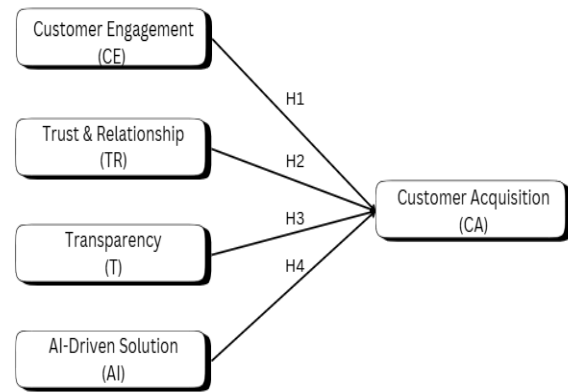 Customer Engagement
(CE)
H1
Trust & Relationship
(TR)
H2
Customer Acquisition
(CA)
Transparency
(T)
H3
H4
AI-Driven Solution
(AI)